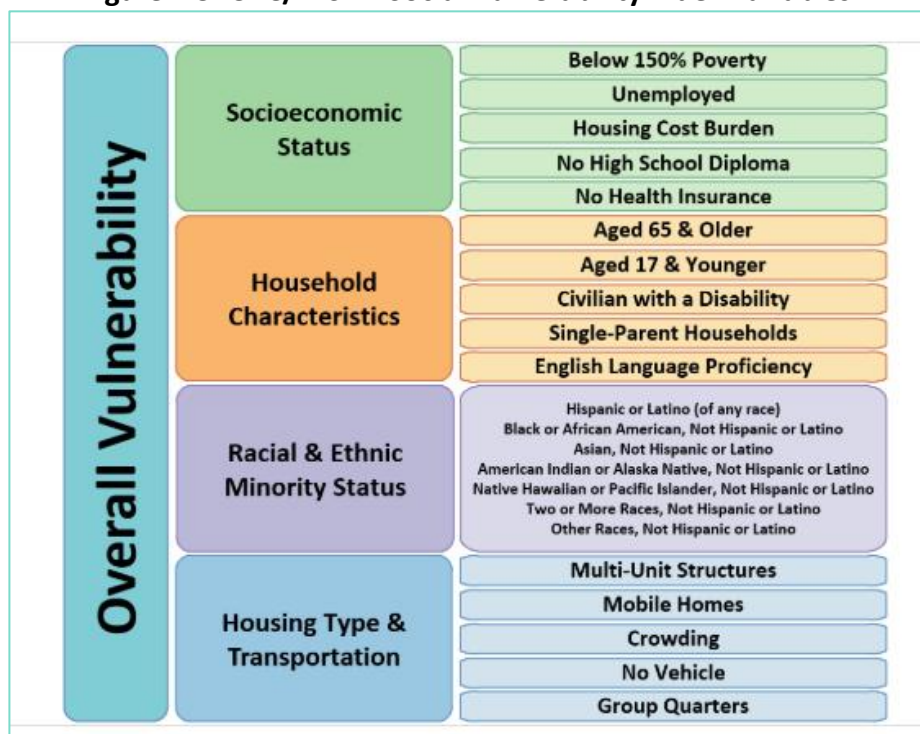 Overall Vulnerability
Socioeconomic
Status
Below 150% Poverty
Unemployed
Housing Cost Burden
No High School Diploma
No Health Insurance
Household
Characteristics
Aged 65 & Older
Aged 17 & Younger
Civilian with a Disability
Single-Parent Households
English Language Proficiency
Racial & Ethnic
Minority Status
Hispanic or Latino (of any race)
Black or African American, Not Hispanic or Latino
Asian, Not Hispanic or Latino
American Indian or Alaska Native, Not Hispanic or Latino
Native Hawaiian or Pacific Islander, Not Hispanic or Latino
Two or More Races, Not Hispanic or Latino
Other Races, Not Hispanic or Latino
Housing Type &
Transportation
Multi-Unit Structures
Mobile Homes
Crowding
No Vehicle
Group Quarters